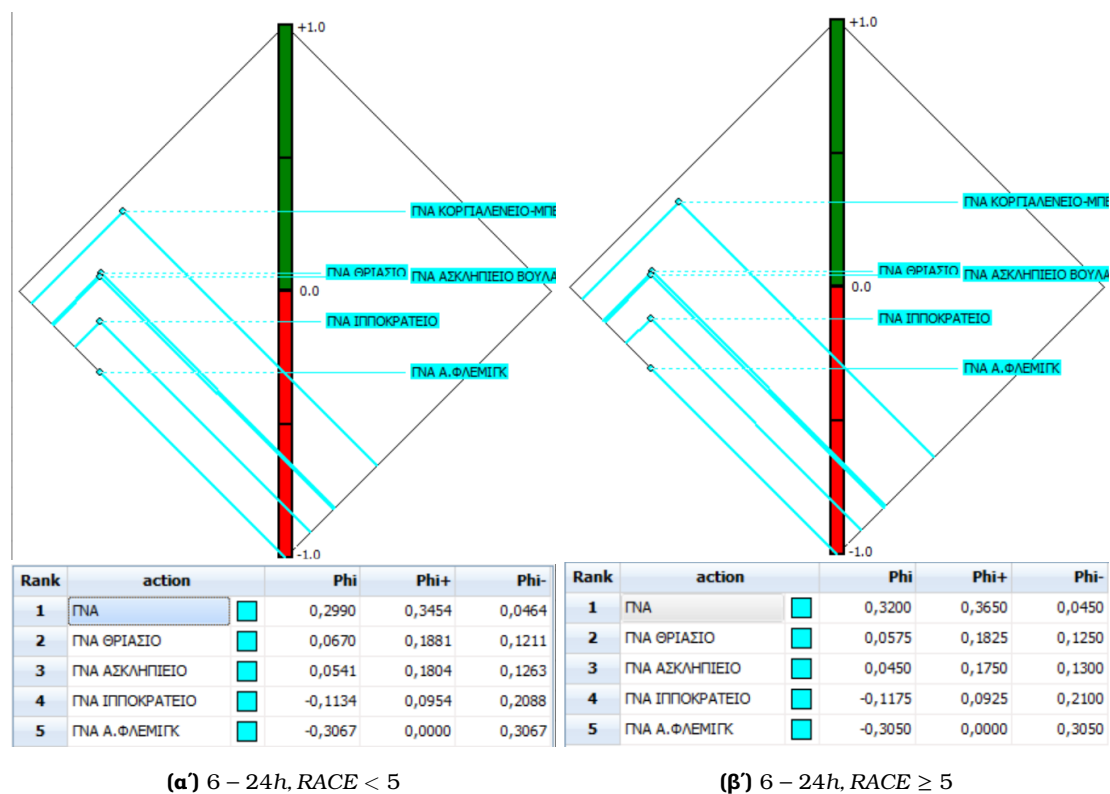 +1.0
ΓΝΑ ΚΟΡΓΙΑΛΕΝΕΙΟ-ΜΠΕ
ΓΝΑ ΘΡΙΑΣΙΟ ΓΝΑ ΑΣΚΛΗΠΙΕΙΟ ΒΟΥΛΑ
0.0
ΓΝΑ ΙΠΠΟΚΡΑΤΕΙΟ
ΓΝΑ Α.ΦΛΕΜΙΓΚ
-1.0
Rank action Phi Phi+ Phi-
1 ΓΝΑ 0,2990 0,3454 0,0464
2 ΓΝΑ ΘΡΙΑΣΙΟ 0,0670 0,1881 0,1211
3 ΓΝΑ ΑΣΚΛΗΠΙΕΙΟ 0,0541 0,1804 0,1263
4 ΓΝΑ ΙΠΠΟΚΡΑΤΕΙΟ -0,1134 0,0954 0,2088
5 ΓΝΑ Α.ΦΛΕΜΙΓΚ -0,3067 0,0000 0,3067
(α΄) 6 – 24h, RACE < 5
+1.0
ΓΝΑ ΚΟΡΓΙΑΛΕΝΕΙΟ-ΜΠΕ
ΓΝΑ ΘΡΙΑΣΙΟ ΓΝΑ ΑΣΚΛΗΠΙΕΙΟ ΒΟΥΛΑ
0.0
ΓΝΑ ΙΠΠΟΚΡΑΤΕΙΟ
ΓΝΑ Α.ΦΛΕΜΙΓΚ
-1.0
Rank action Phi Phi+ Phi-
1 ΓΝΑ 0,3200 0,3650 0,0450
2 ΓΝΑ ΘΡΙΑΣΙΟ 0,0575 0,1825 0,1250
3 ΓΝΑ ΑΣΚΛΗΠΙΕΙΟ 0,0450 0,1750 0,1300
4 ΓΝΑ ΙΠΠΟΚΡΑΤΕΙΟ -0,1175 0,0925 0,2100
5 ΓΝΑ Α.ΦΛΕΜΙΓΚ -0,3050 0,0000 0,3050
(β΄) 6 – 24h, RACE ≥ 5